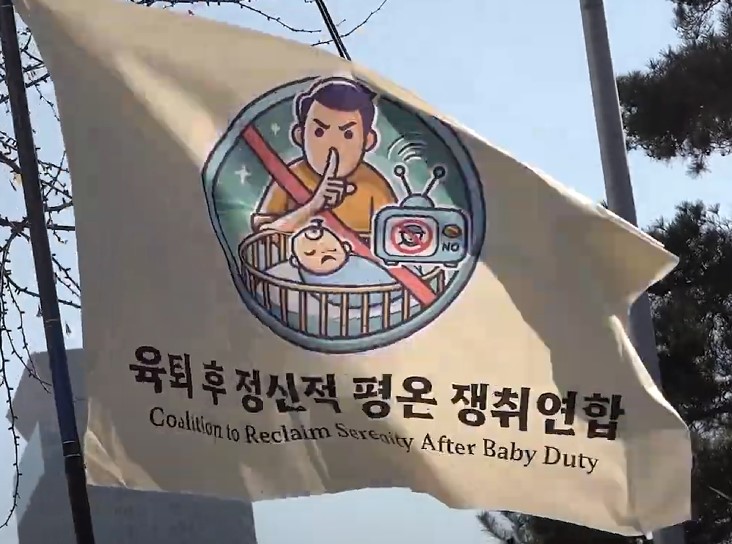 NO
육퇴 후 정신적 평온 쟁취연합
Coalition to Reclaim Serenity After Baby Duty